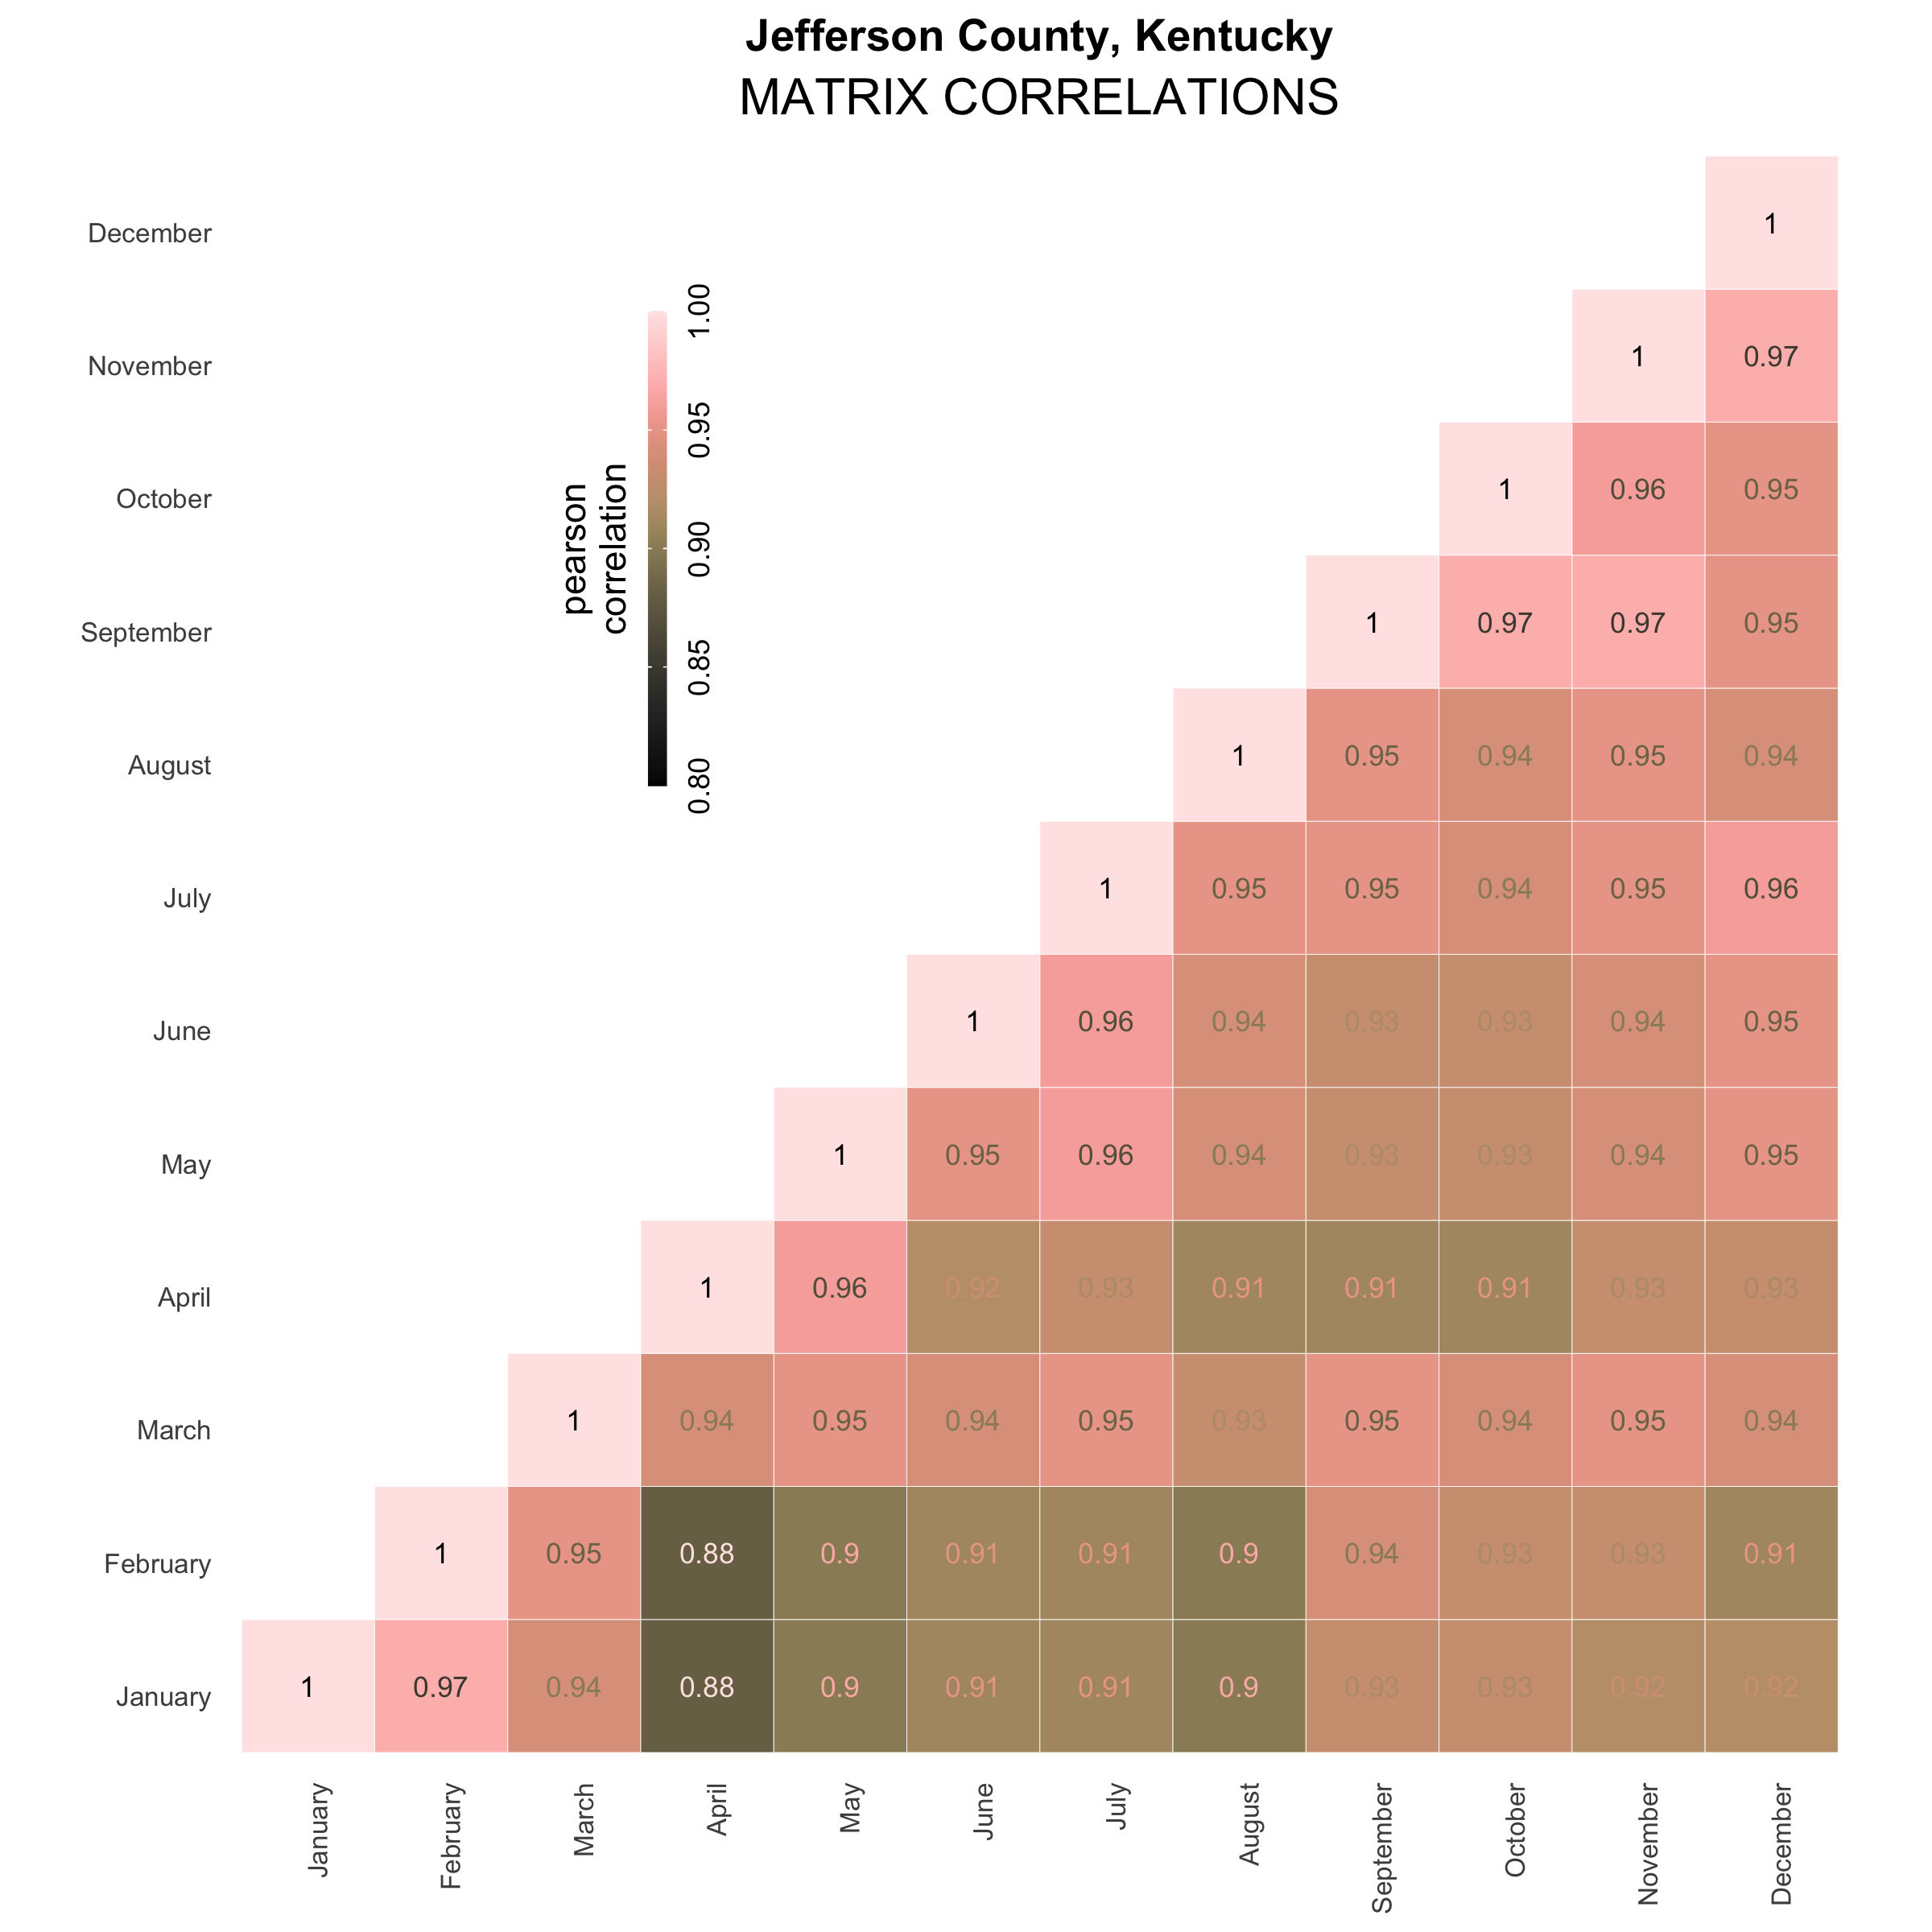 Jefferson County, Kentucky
MATRIX CORRELATIONS
pearson
correlation
1.00
0.95
0.90
0.85
0.80
December 1
November 1 0.97
October 1 0.96 0.95
September 1 0.97 0.97 0.95
August 1 0.95 0.94 0.95 0.94
July 1 0.95 0.95 0.94 0.95 0.96
June 1 0.96 0.94 0.93 0.93 0.94 0.95
May 1 0.95 0.96 0.94 0.93 0.93 0.94 0.95
April 1 0.96 0.92 0.93 0.91 0.91 0.91 0.93 0.93
March 1 0.94 0.95 0.94 0.95 0.93 0.95 0.94 0.95 0.94
February 1 0.95 0.88 0.9 0.91 0.91 0.9 0.94 0.93 0.93 0.91
January 1 0.97 0.94 0.88 0.9 0.91 0.91 0.9 0.93 0.93 0.92 0.92
January February March April May June July August September October November December